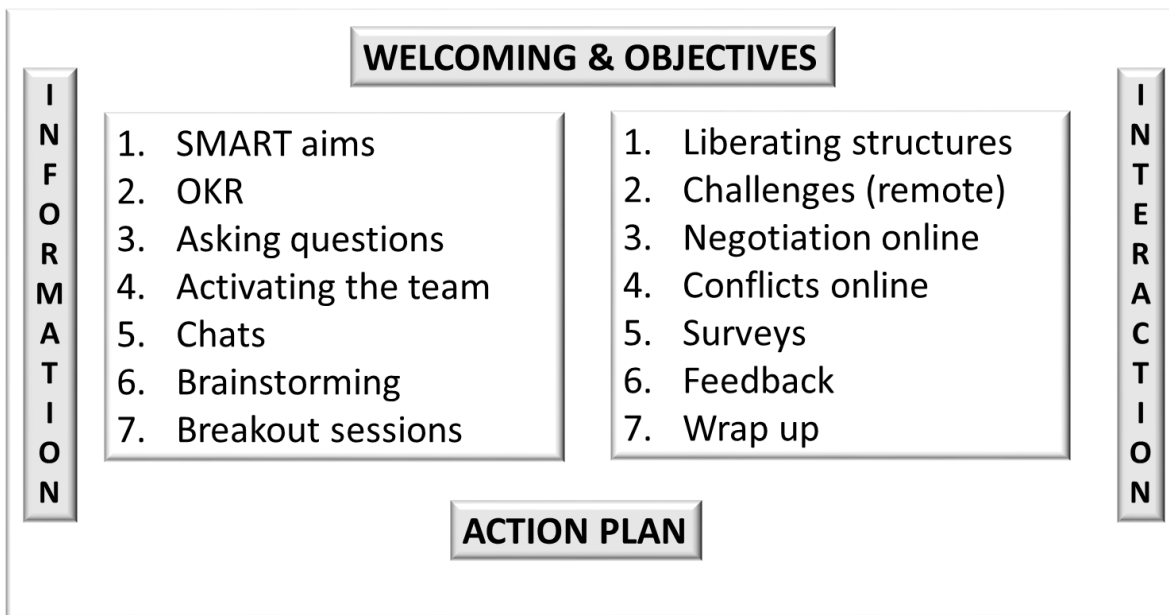 WELCOMING & OBJECTIVES
INFORMATION
1. SMART aims
2. OKR
3. Asking questions
4. Activating the team
5. Chats
6. Brainstorming
7. Breakout sessions
1. Liberating structures
2. Challenges (remote)
3. Negotiation online
4. Conflicts online
5. Surveys
6. Feedback
7. Wrap up
INTERACTION
ACTION PLAN